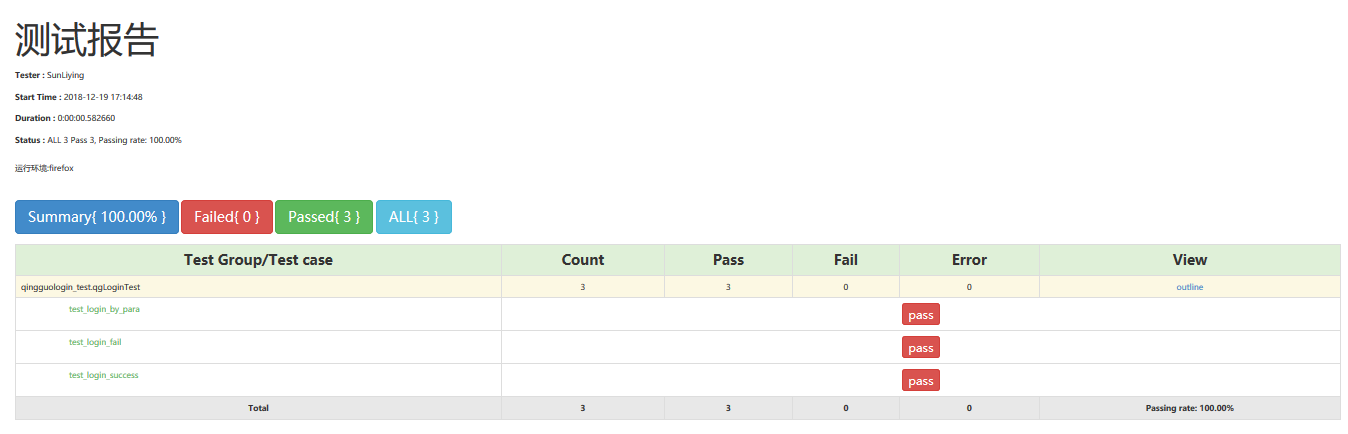 测试报告
Tester : SunLiying
Start Time : 2018-12-19 17:14:48
Duration : 0:00:00.582660
Status : ALL 3 Pass 3, Passing rate: 100.00%
运行环境:firefox
Summary{ 100.00% } Failed{ 0 } Passed{ 3 } ALL{ 3 }
Test Group/Test case Count Pass Fail Error View
qingguologin_test.qgLoginTest 3 3 0 0 outline
test_login_by_para pass
test_login_fail pass
test_login_success pass
Total 3 3 0 0 Passing rate: 100.00%